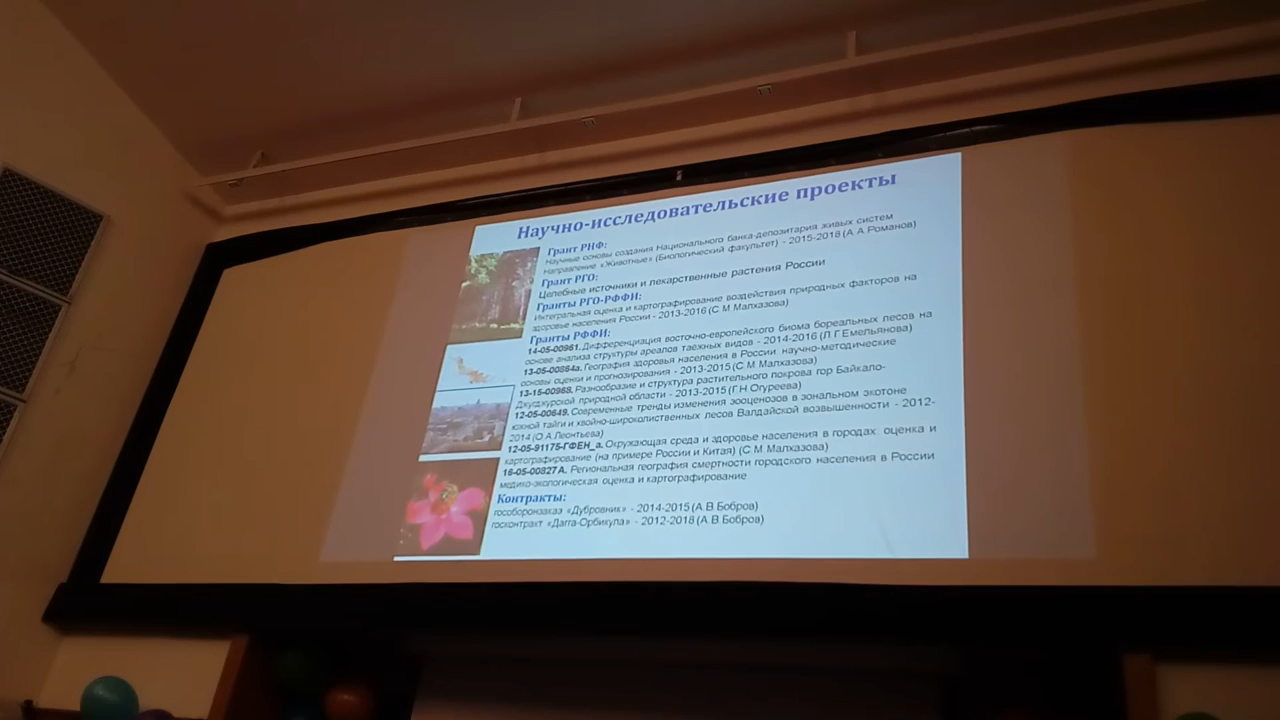 Научно-исследовательские проекты
Грант РНФ:
Научные основы создания Национального банка-депозитария живых систем
Направление «Животные» (Биологический факультет) - 2015-2018 (А.А.Романов)
Грант РГО:
Целебные источники и лекарственные растения России
Гранты РГО-РФФИ:
Интегральная оценка и картографирование воздействия природных факторов на
здоровье населения России - 2013-2016 (С.М.Малхазова)
Гранты РФФИ:
14-05-00961. Дифференциация восточно-европейского биома бореальных лесов на
основе анализа структуры ареалов таежных видов - 2014-2016 (Л.Г.Емельянова)
13-05-00864а. География здоровья населения в России: научно-методические
основы оценки и прогнозирования - 2013-2015 (С.М.Малхазова)
13-15-00968. Разнообразие и структура растительного покрова гор Байкало-
Джугджурской природной области - 2013-2015 (Г.Н.Огуреева)
12-05-00649. Современные тренды изменения зооценозов в зональном экотоне
южной тайги и хвойно-широколиственных лесов Валдайской возвышенности - 2012-
2014 (О.А.Леонтьева)
12-05-91175-ГФЕН_а. Окружающая среда и здоровье населения в городах: оценка и
картографирование (на примере России и Китая) (С.М.Малхазова)
16-05-00827А. Региональная география смертности городского населения в России
медико-экологическая оценка и картографирование
Контракты:
гособоронзаказ «Дубровник» - 2014-2015 (А.В.Бобров)
госконтракт «Дагга-Орбикула» - 2012-2018 (А.В.Бобров)